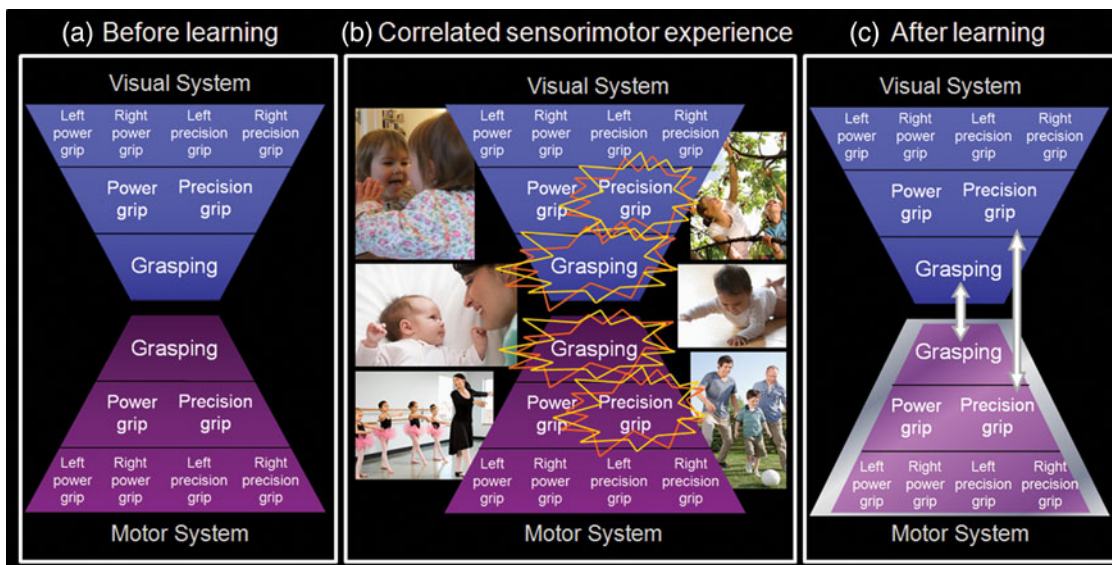 (a) Before learning
Visual System
Left power grip
Right power grip
Left precision grip
Right precision grip
Power grip
Precision grip
Grasping
Grasping
Power grip
Precision grip
Left power grip
Right power grip
Left precision grip
Right precision grip
Motor System
(b) Correlated sensorimotor experience
Visual System
Left power grip
Right power grip
Left precision grip
Right precision grip
Power grip
Precision grip
Grasping
Grasping
Power grip
Precision grip
Left power grip
Right power grip
Left precision grip
Right precision grip
Motor System
(c) After learning
Visual System
Left power grip
Right power grip
Left precision grip
Right precision grip
Power grip
Precision grip
Grasping
Grasping
Power grip
Precision grip
Left power grip
Right power grip
Left precision grip
Right precision grip
Motor System